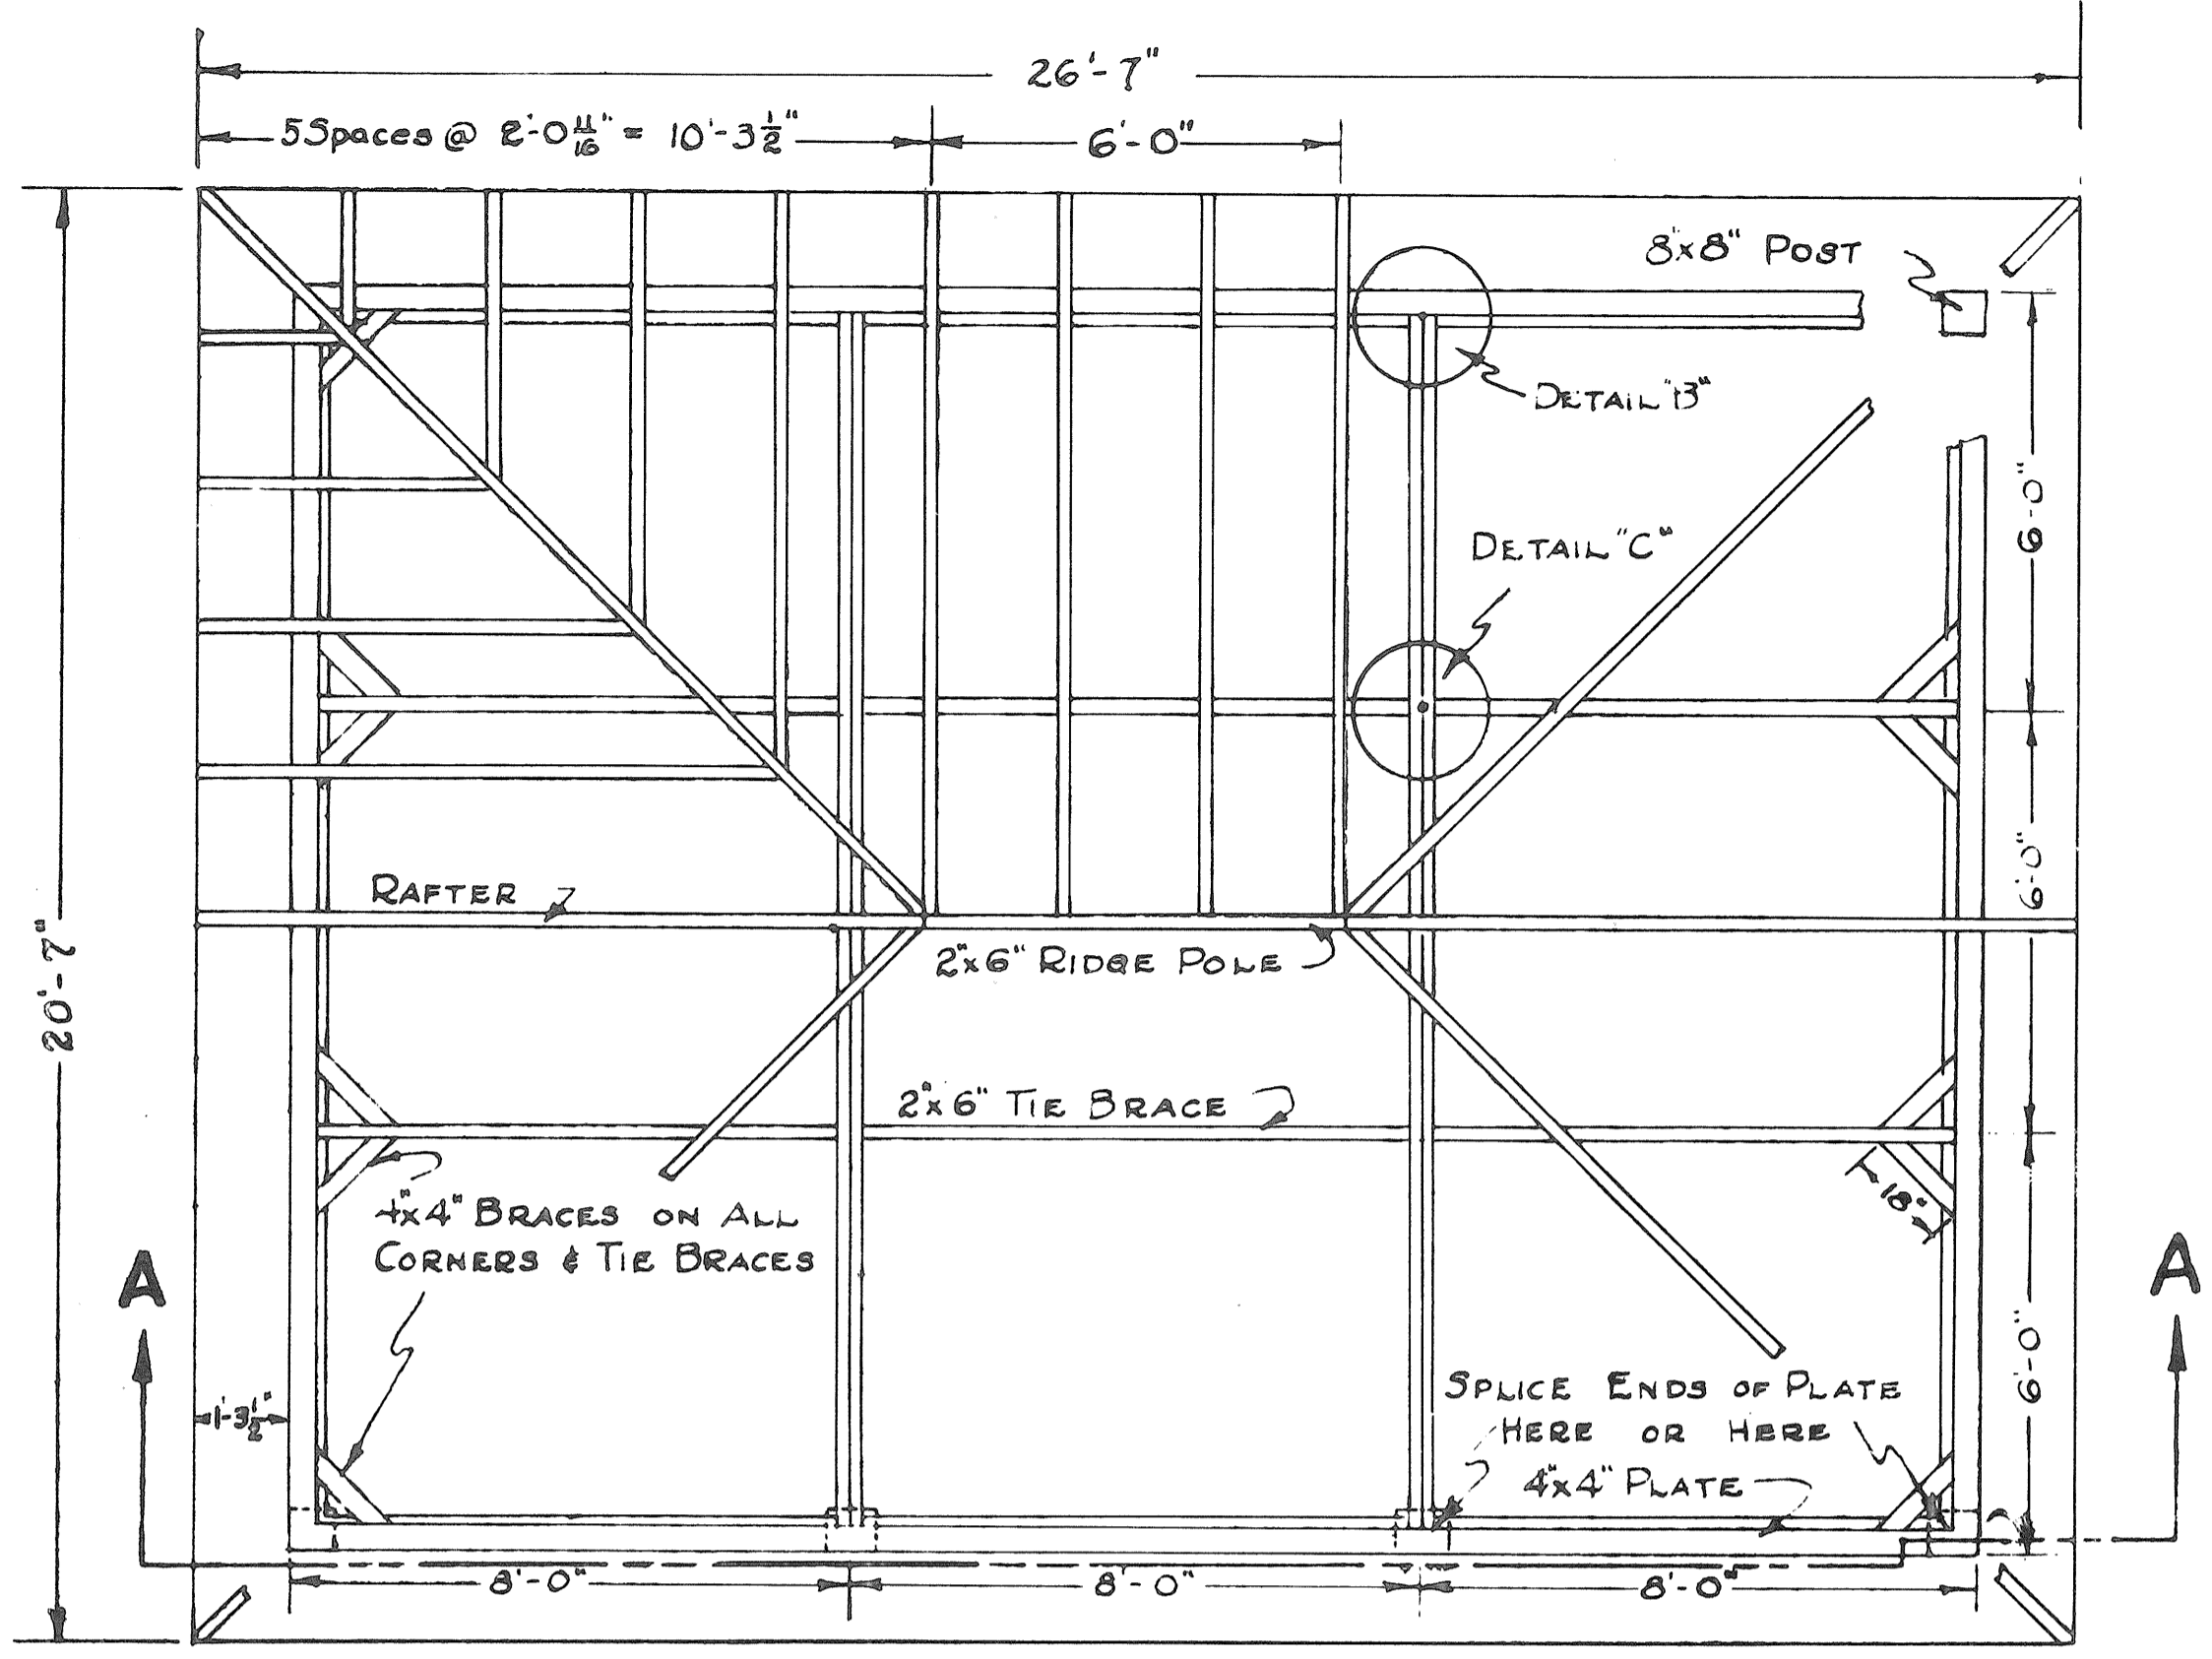 26'-7"
5 Spaces @ 2'-0 11/16" = 10'-3 1/2"
6'-0"
8"x8" POST
DETAIL "B"
6'-0"
DETAIL "C"
RAFTER
6'-0"
20'-7"
2"x6" RIDGE POLE
2"x6" TIE BRACE
18"
4"x4" BRACES ON ALL
CORNERS & TIE BRACES
A
A
6'-0"
1'-3 1/2"
SPLICE ENDS OF PLATE
HERE OR HERE
4"x4" PLATE
8'-0"
8'-0"
8'-0"